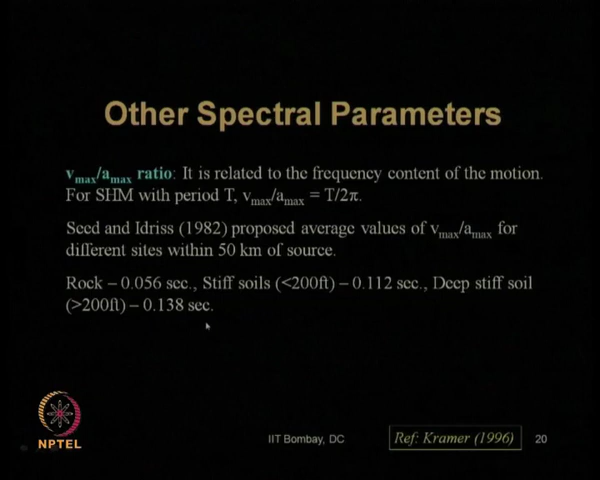 Other Spectral Parameters
vmax/amax ratio: It is related to the frequency content of the motion.
For SHM with period T, vmax/amax = T/2π.
Seed and Idriss (1982) proposed average values of vmax/amax for
different sites within 50 km of source.
Rock – 0.056 sec., Stiff soils (<200ft) – 0.112 sec., Deep stiff soil
(>200ft) – 0.138 sec.
NPTEL
IIT Bombay, DC
Ref: Kramer (1996)
20